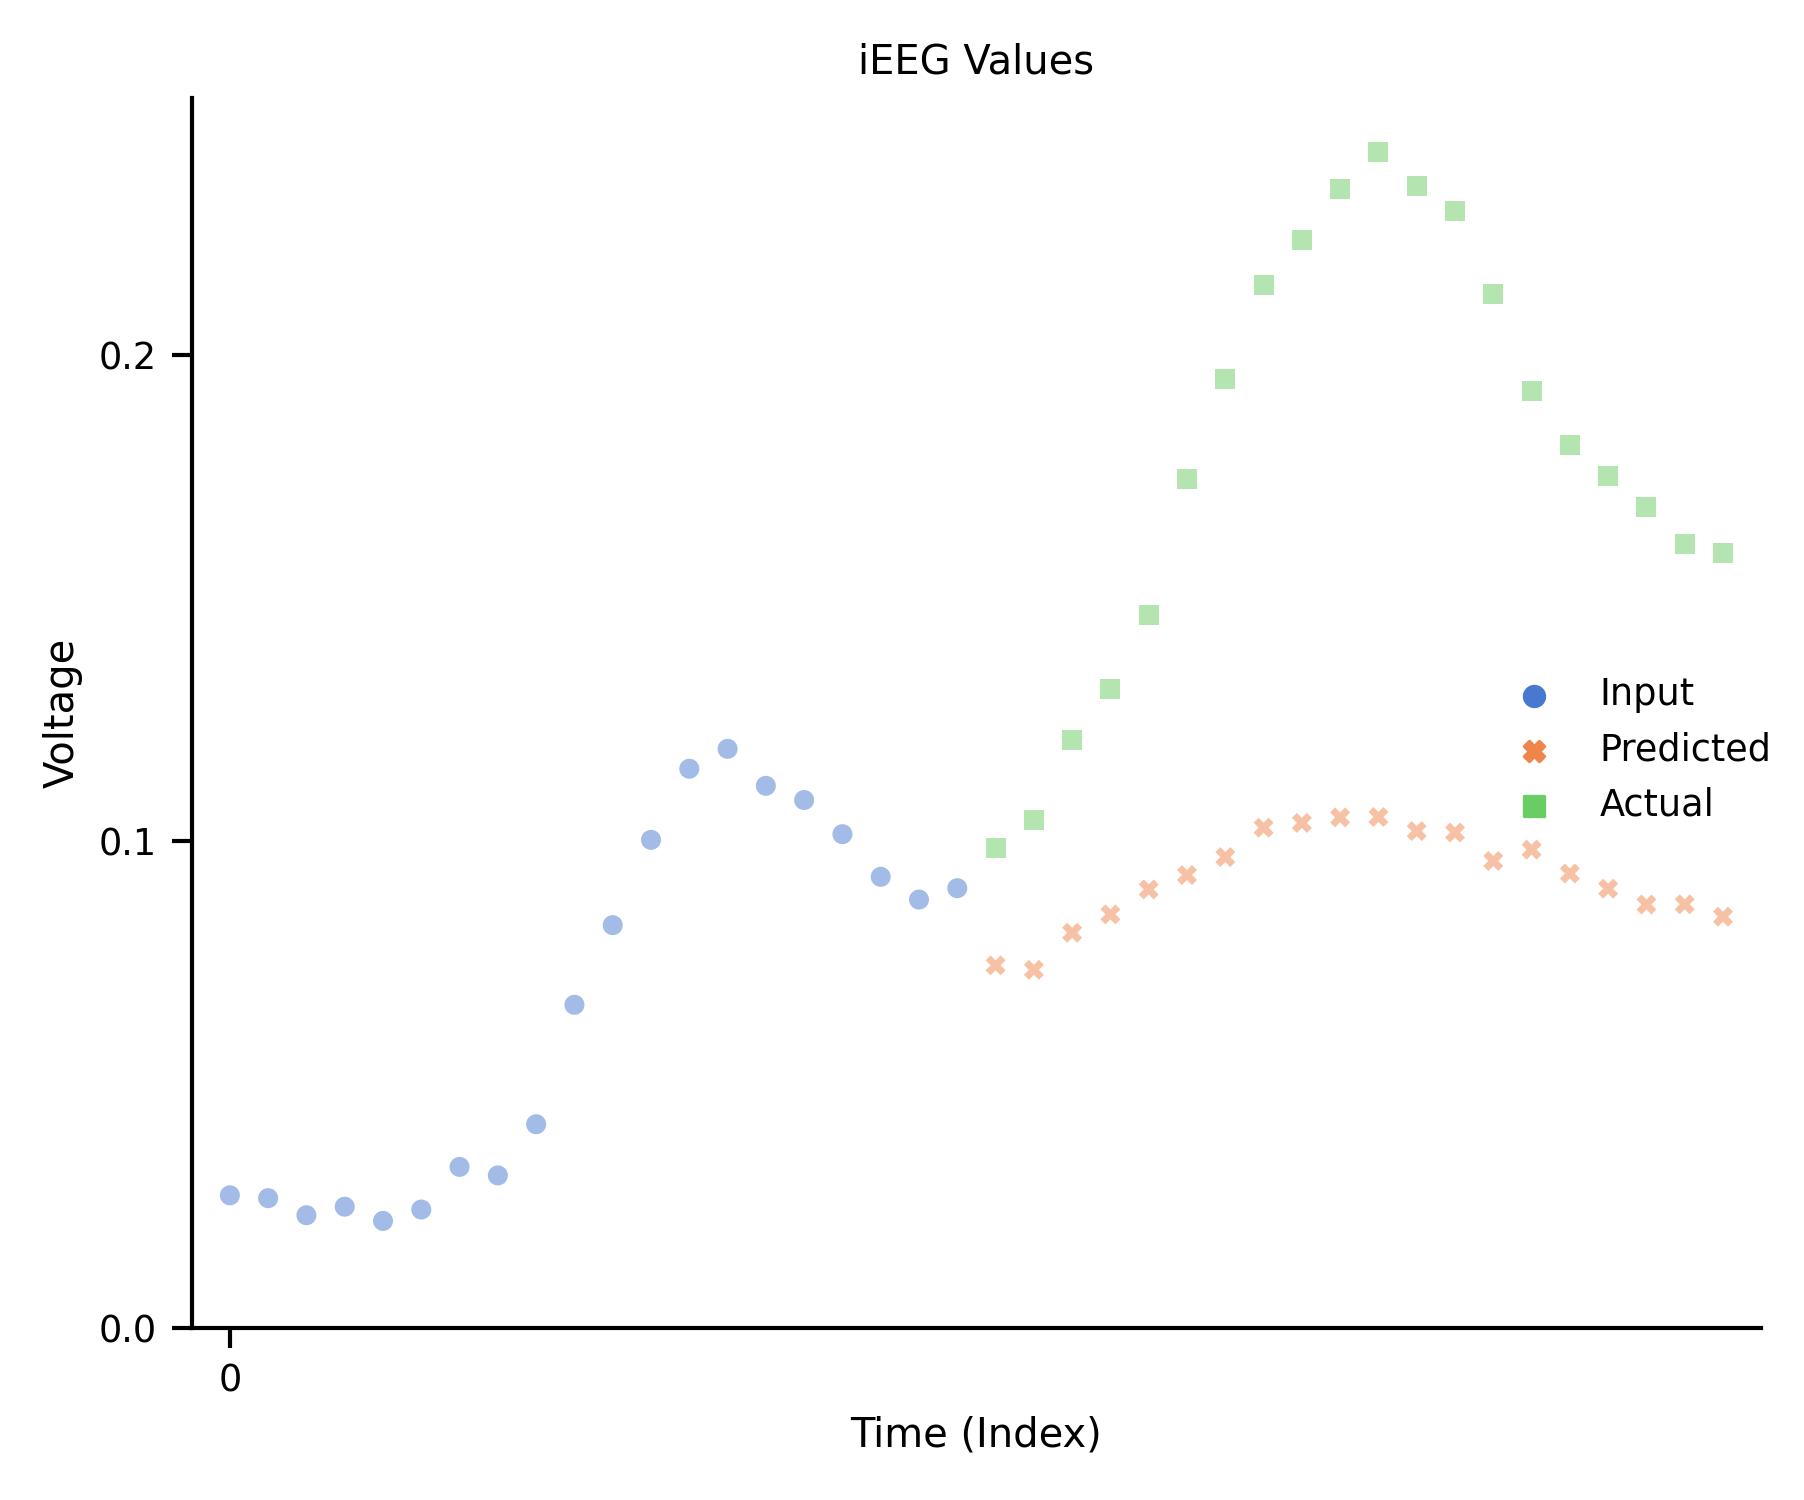 iEEG Values
Voltage
0.2
0.1
0.0
0
Time (Index)
Input
Predicted
Actual